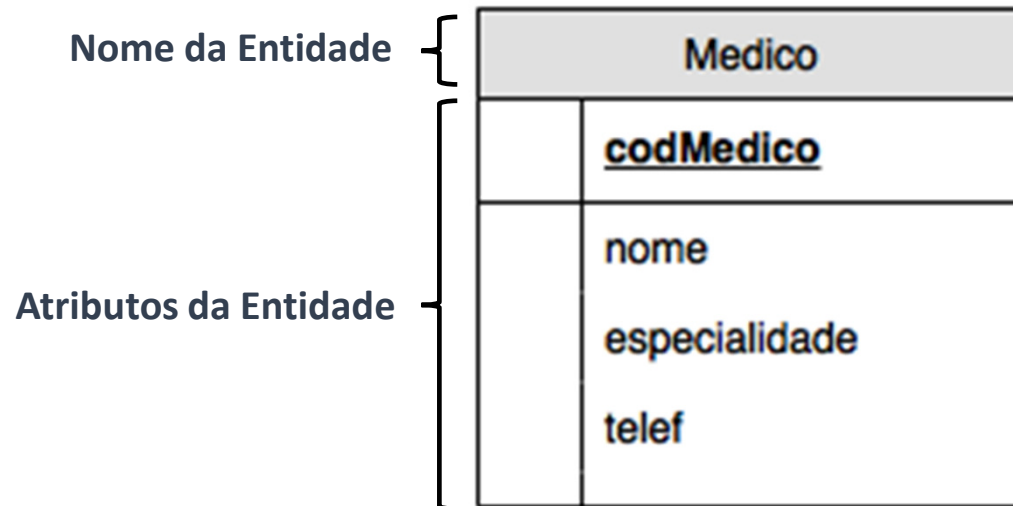 Nome da Entidade
Medico
codMedico
nome
Atributos da Entidade
especialidade
telef